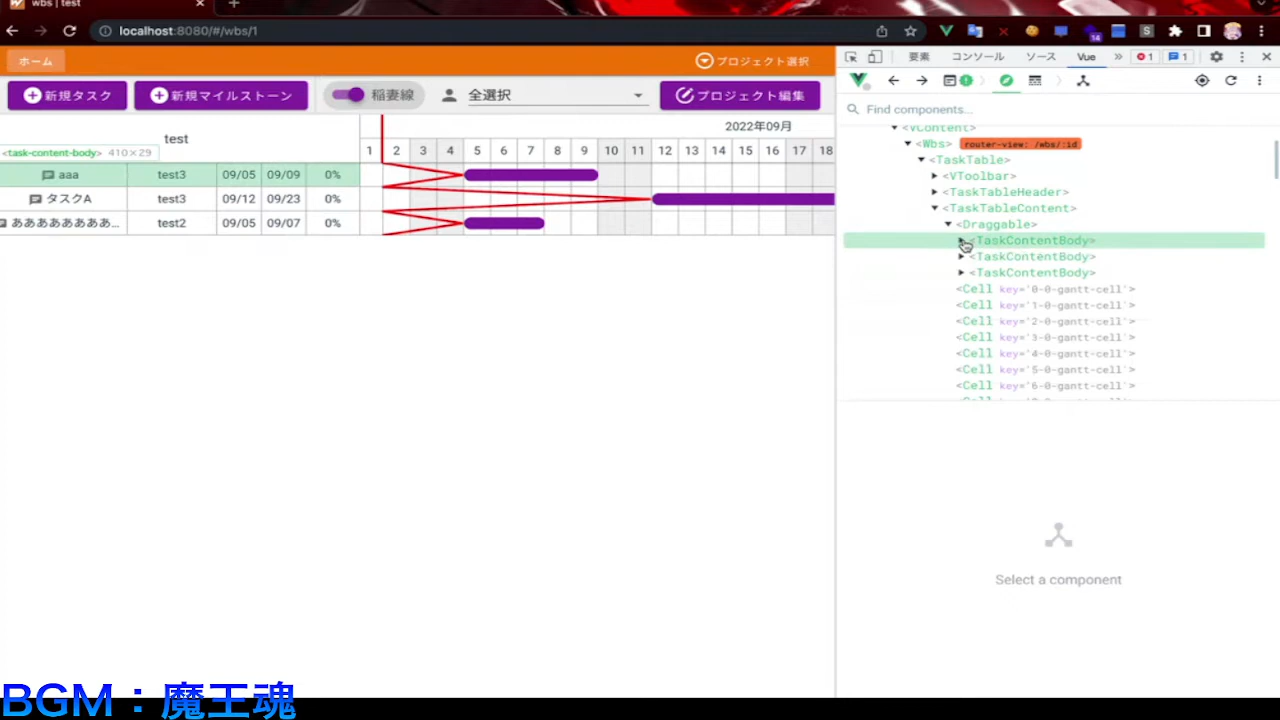 wbs | test
localhost:8080/#/wbs/1
14
S
ホーム
プロジェクト選択
新規タスク
新規マイルストーン
稲妻線
全選択
プロジェクト編集
test
2022年09月
1 2 3 4 5 6 7 8 9 10 11 12 13 14 15 16 17 18
<task-content-body> 410×29
aaa test3 09/05 09/09 0%
タスクA test3 09/12 09/23 0%
ああああああああ… test2 09/05 09/07 0%
要素 コンソール ソース Vue » 1 1
Find components...
<VContent>
<Wbs> router-view: /wbs/:id
<TaskTable>
<VToolbar>
<TaskTableHeader>
<TaskTableContent>
<Draggable>
<TaskContentBody>
<TaskContentBody>
<TaskContentBody>
<Cell key='0-0-gantt-cell'>
<Cell key='1-0-gantt-cell'>
<Cell key='2-0-gantt-cell'>
<Cell key='3-0-gantt-cell'>
<Cell key='4-0-gantt-cell'>
<Cell key='5-0-gantt-cell'>
<Cell key='6-0-gantt-cell'>
Select a component
BGM：魔王魂